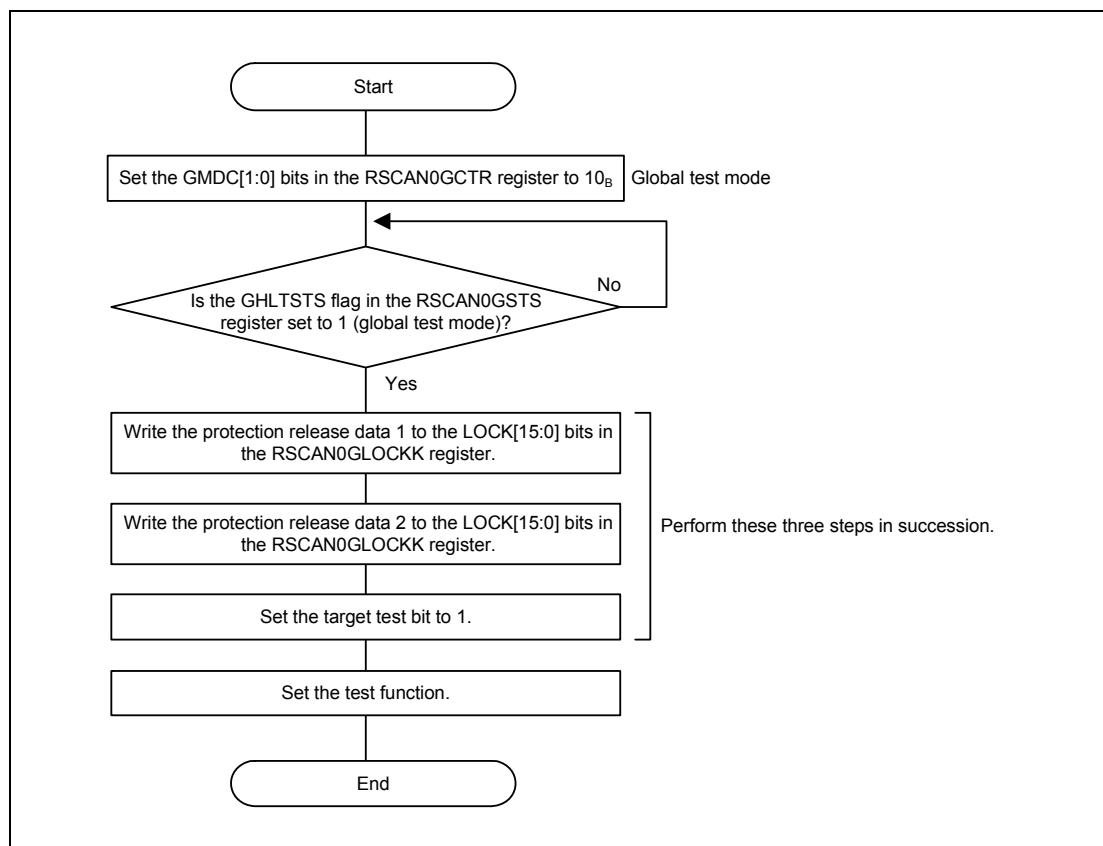 Start
Set the GMDC[1:0] bits in the RSCAN0GCTR register to 10B
Global test mode
No
Is the GHLTSTS flag in the RSCAN0GSTS
register set to 1 (global test mode)?
Yes
Write the protection release data 1 to the LOCK[15:0] bits in
the RSCAN0GLOCKK register.
Write the protection release data 2 to the LOCK[15:0] bits in
the RSCAN0GLOCKK register.
Perform these three steps in succession.
Set the target test bit to 1.
Set the test function.
End